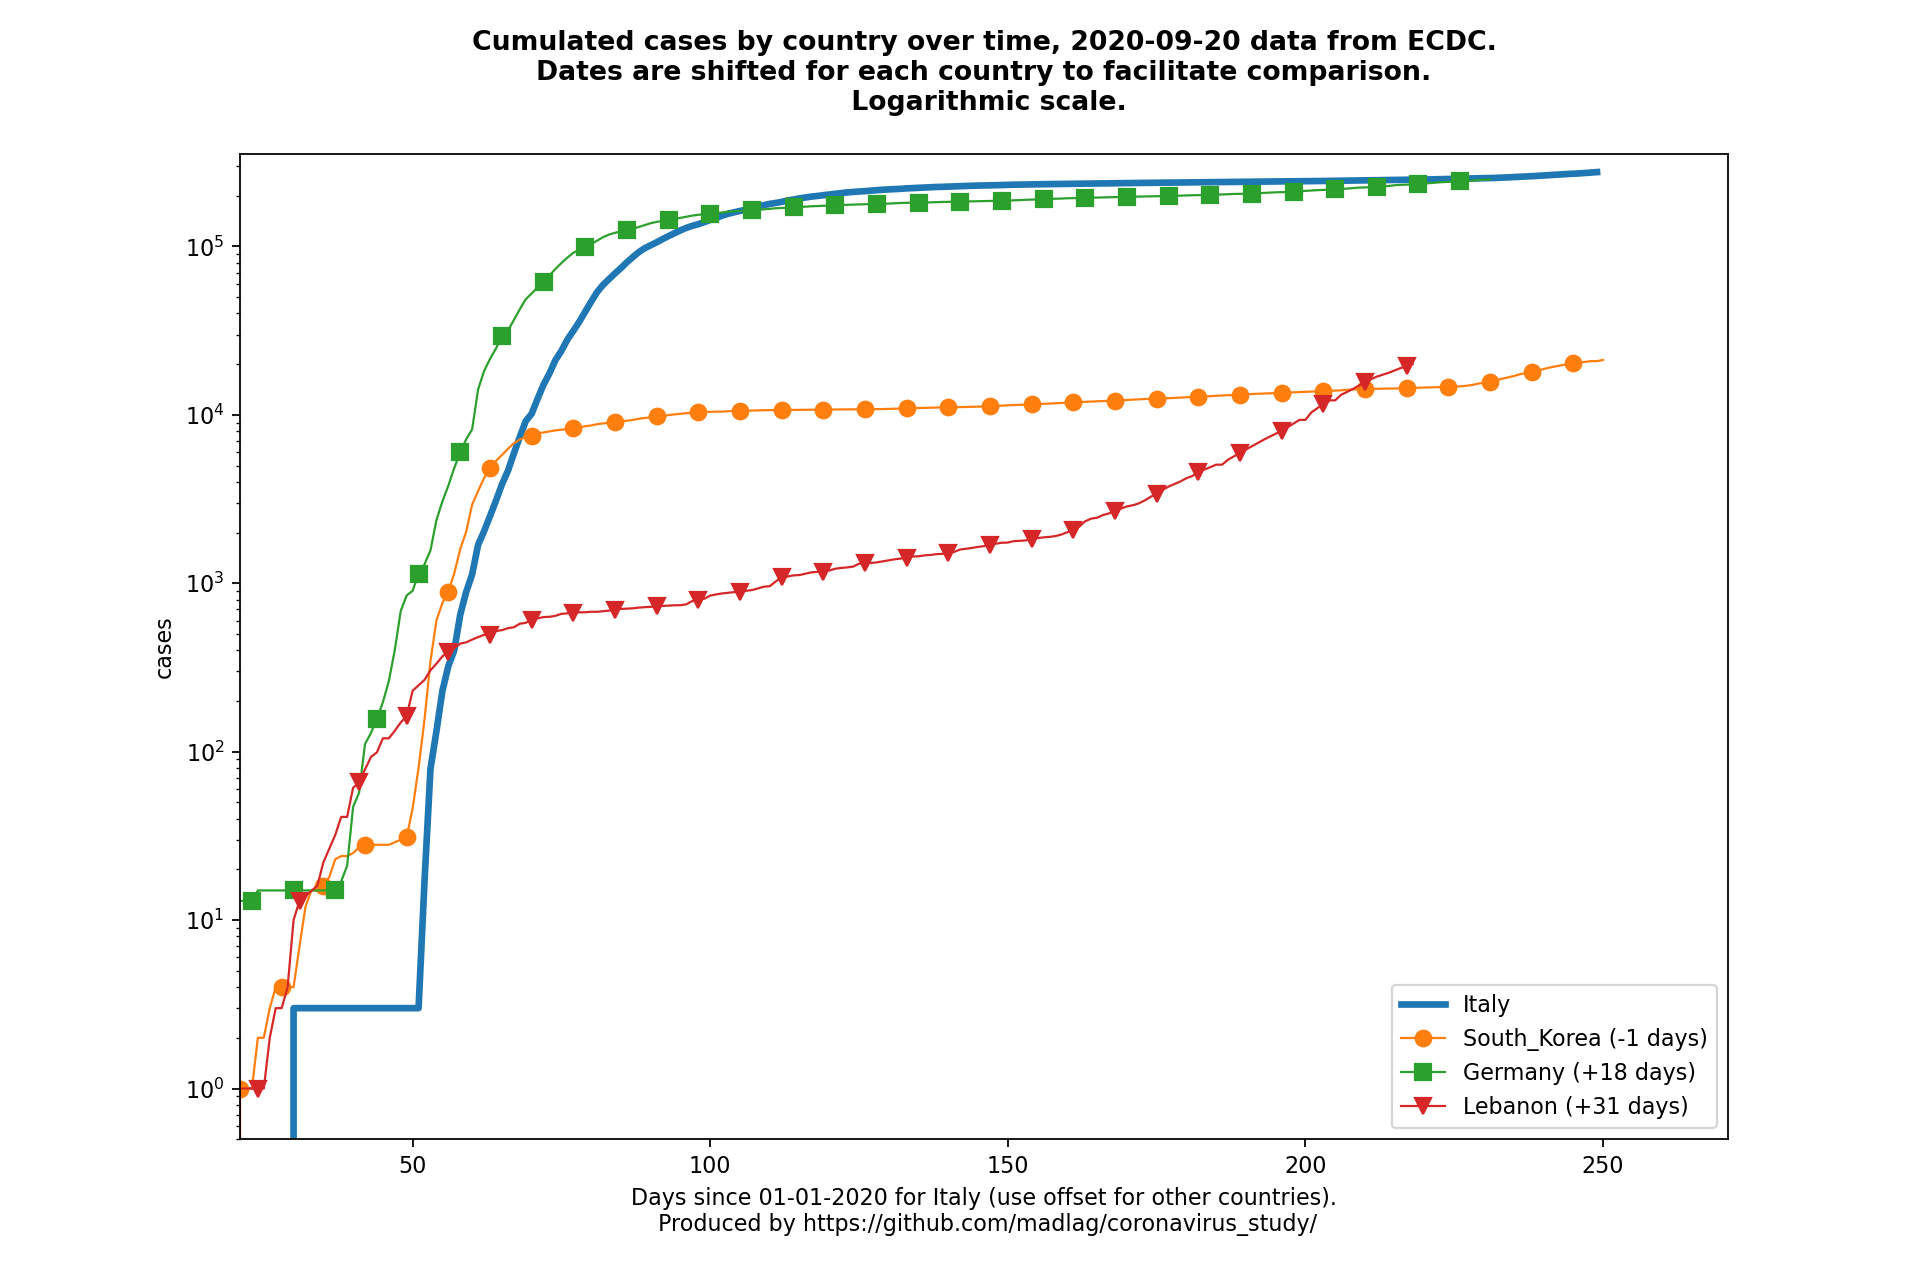 Cumulated cases by country over time, 2020-09-20 data from ECDC.
Dates are shifted for each country to facilitate comparison.
Logarithmic scale.
10^5
10^4
10^3
10^2
10^1
10^0
cases
Italy
South_Korea (-1 days)
Germany (+18 days)
Lebanon (+31 days)
50 100 150 200 250
Days since 01-01-2020 for Italy (use offset for other countries).
Produced by https://github.com/madlag/coronavirus_study/